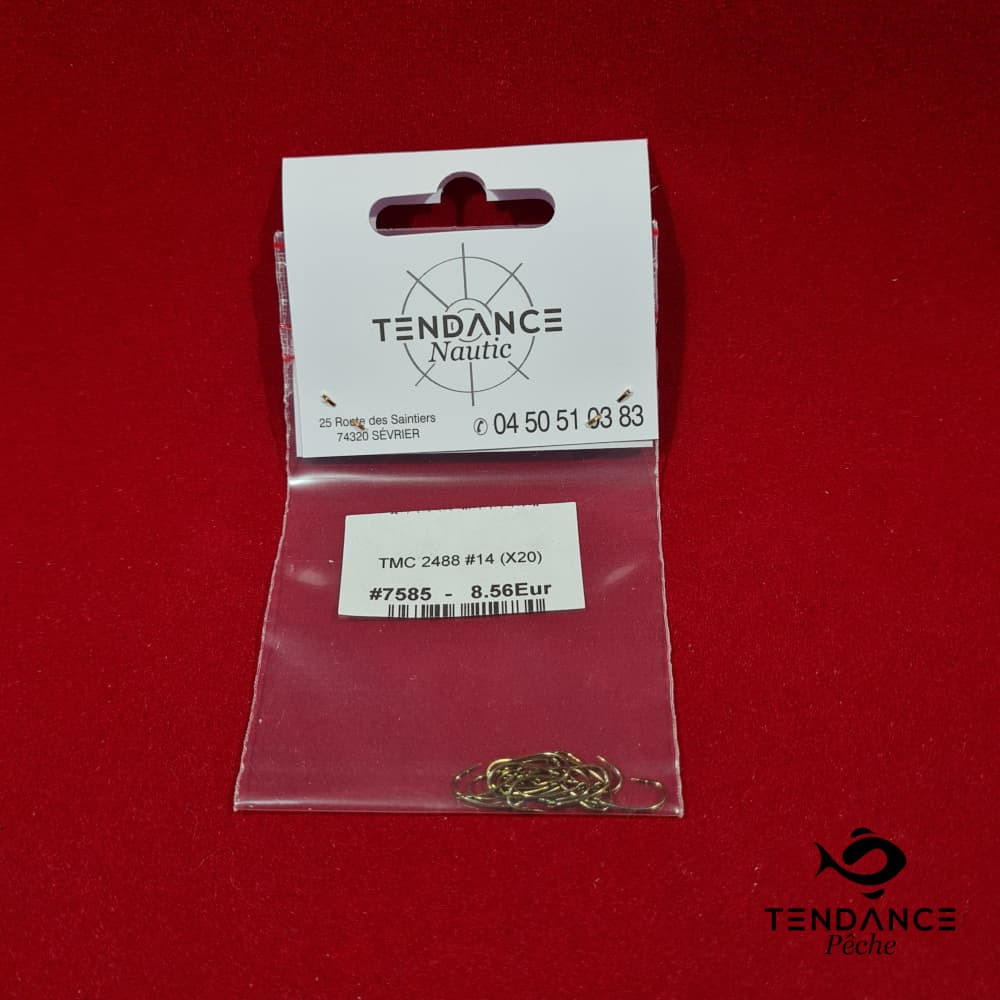 TENDANCE
Nautic
25 Route des Saintiers
74320 SÉVRIER
✆ 04 50 51 03 83
TMC 2488 #14 (X20)
#7585 - 8.56Eur
TENDANCE
Pêche